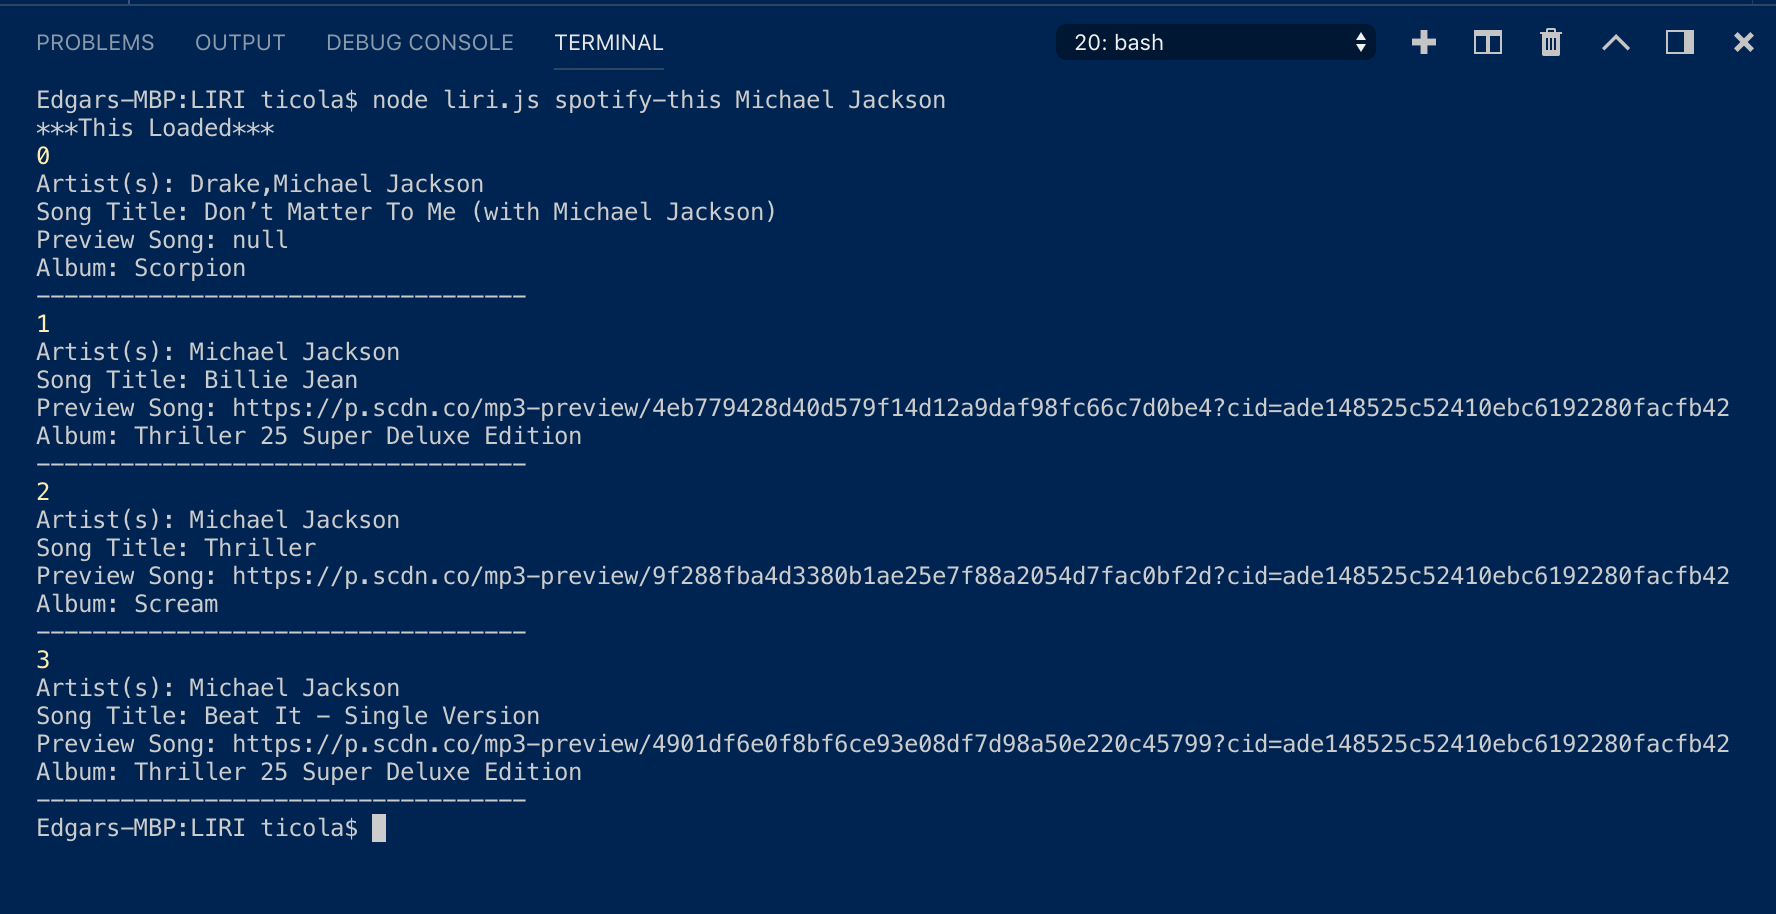 PROBLEMS OUTPUT DEBUG CONSOLE TERMINAL 20: bash
Edgars-MBP:LIRI ticola$ node liri.js spotify-this Michael Jackson
***This Loaded***
0
Artist(s): Drake,Michael Jackson
Song Title: Don’t Matter To Me (with Michael Jackson)
Preview Song: null
Album: Scorpion
-----------------------------------
1
Artist(s): Michael Jackson
Song Title: Billie Jean
Preview Song: https://p.scdn.co/mp3-preview/4eb779428d40d579f14d12a9daf98fc66c7d0be4?cid=ade148525c52410ebc6192280facfb42
Album: Thriller 25 Super Deluxe Edition
-----------------------------------
2
Artist(s): Michael Jackson
Song Title: Thriller
Preview Song: https://p.scdn.co/mp3-preview/9f288fba4d3380b1ae25e7f88a2054d7fac0bf2d?cid=ade148525c52410ebc6192280facfb42
Album: Scream
-----------------------------------
3
Artist(s): Michael Jackson
Song Title: Beat It - Single Version
Preview Song: https://p.scdn.co/mp3-preview/4901df6e0f8bf6ce93e08df7d98a50e220c45799?cid=ade148525c52410ebc6192280facfb42
Album: Thriller 25 Super Deluxe Edition
-----------------------------------
Edgars-MBP:LIRI ticola$